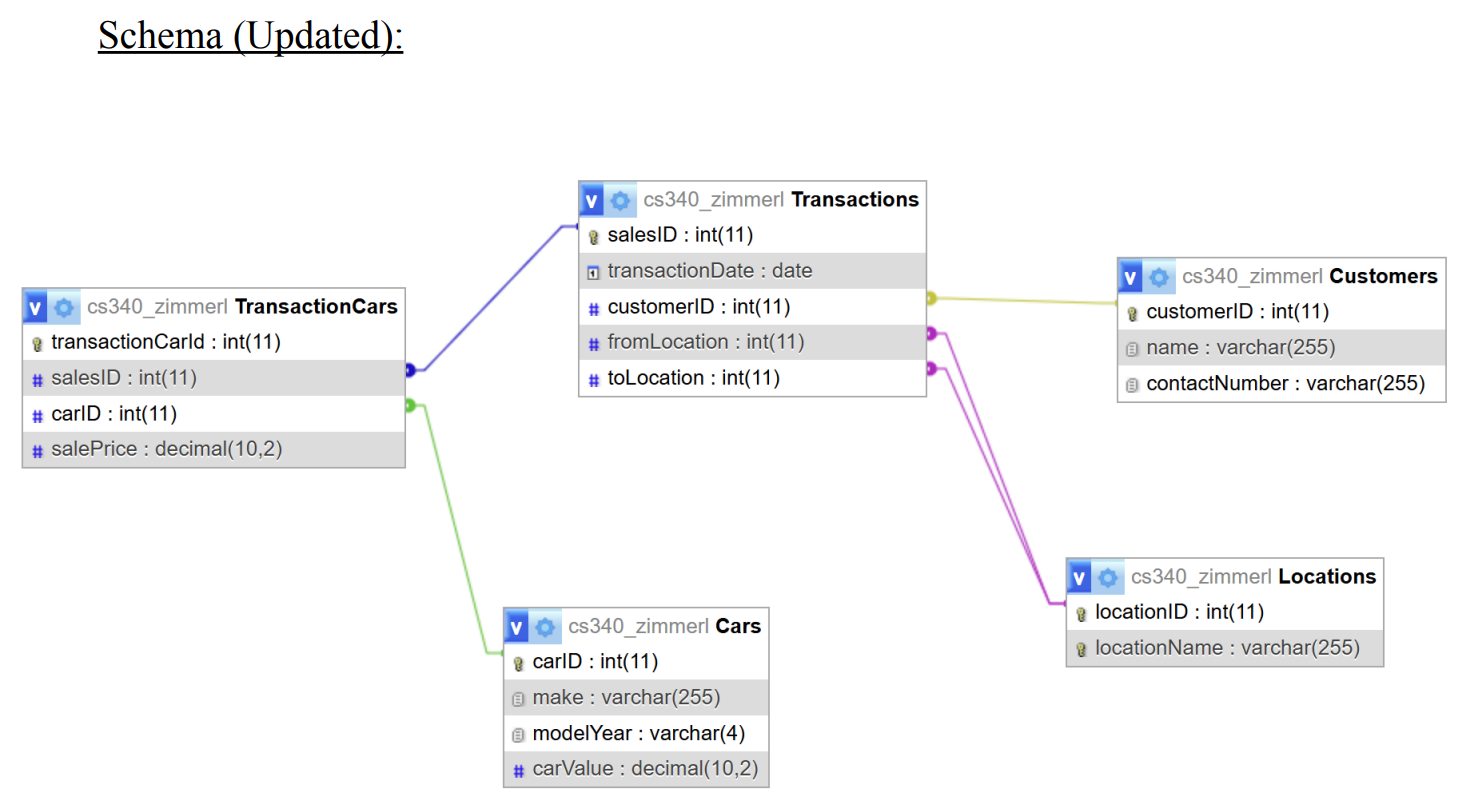 Schema (Updated):
cs340_zimmerl Transactions
salesID : int(11)
transactionDate : date
customerID : int(11)
fromLocation : int(11)
toLocation : int(11)
cs340_zimmerl Customers
customerID : int(11)
name : varchar(255)
contactNumber : varchar(255)
cs340_zimmerl TransactionCars
transactionCarId : int(11)
salesID : int(11)
carID : int(11)
salePrice : decimal(10,2)
cs340_zimmerl Locations
locationID : int(11)
locationName : varchar(255)
cs340_zimmerl Cars
carID : int(11)
make : varchar(255)
modelYear : varchar(4)
carValue : decimal(10,2)